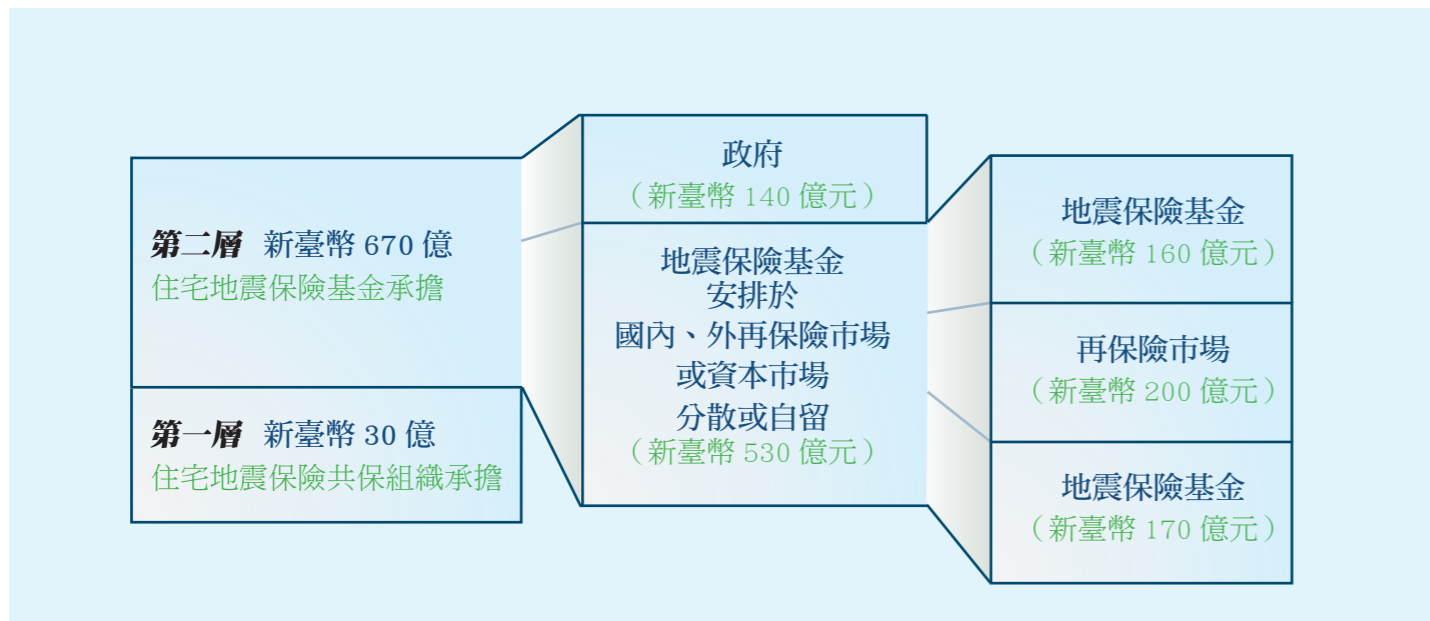 第二層 新臺幣 670 億
住宅地震保險基金承擔
第一層 新臺幣 30 億
住宅地震保險共保組織承擔
政府
（新臺幣 140 億元）
地震保險基金
安排於
國內、外再保險市場
或資本市場
分散或自留
（新臺幣 530 億元）
地震保險基金
（新臺幣 160 億元）
再保險市場
（新臺幣 200 億元）
地震保險基金
（新臺幣 170 億元）